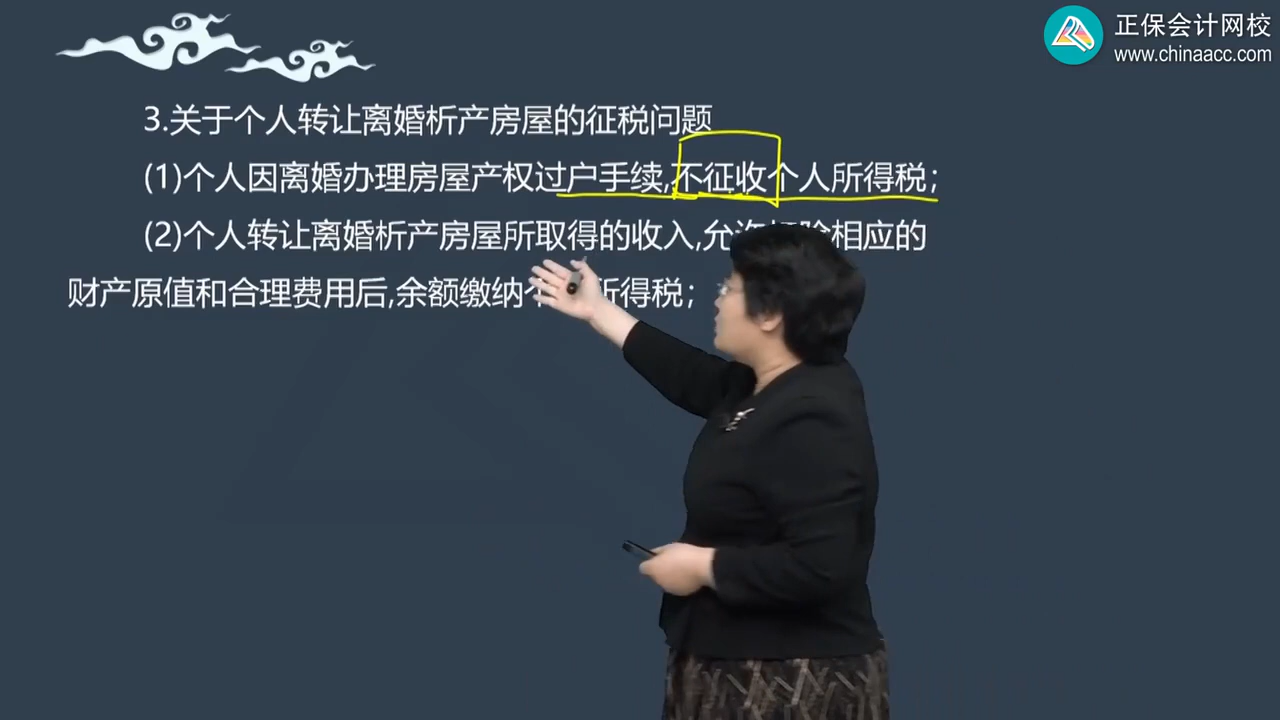 正保会计网校
www.chinaacc.com
3.关于个人转让离婚析产房屋的征税问题
(1)个人因离婚办理房屋产权过户手续,不征收个人所得税;
(2)个人转让离婚析产房屋所取得的收入,允 相应的
财产原值和合理费用后,余额缴纳 所得税;